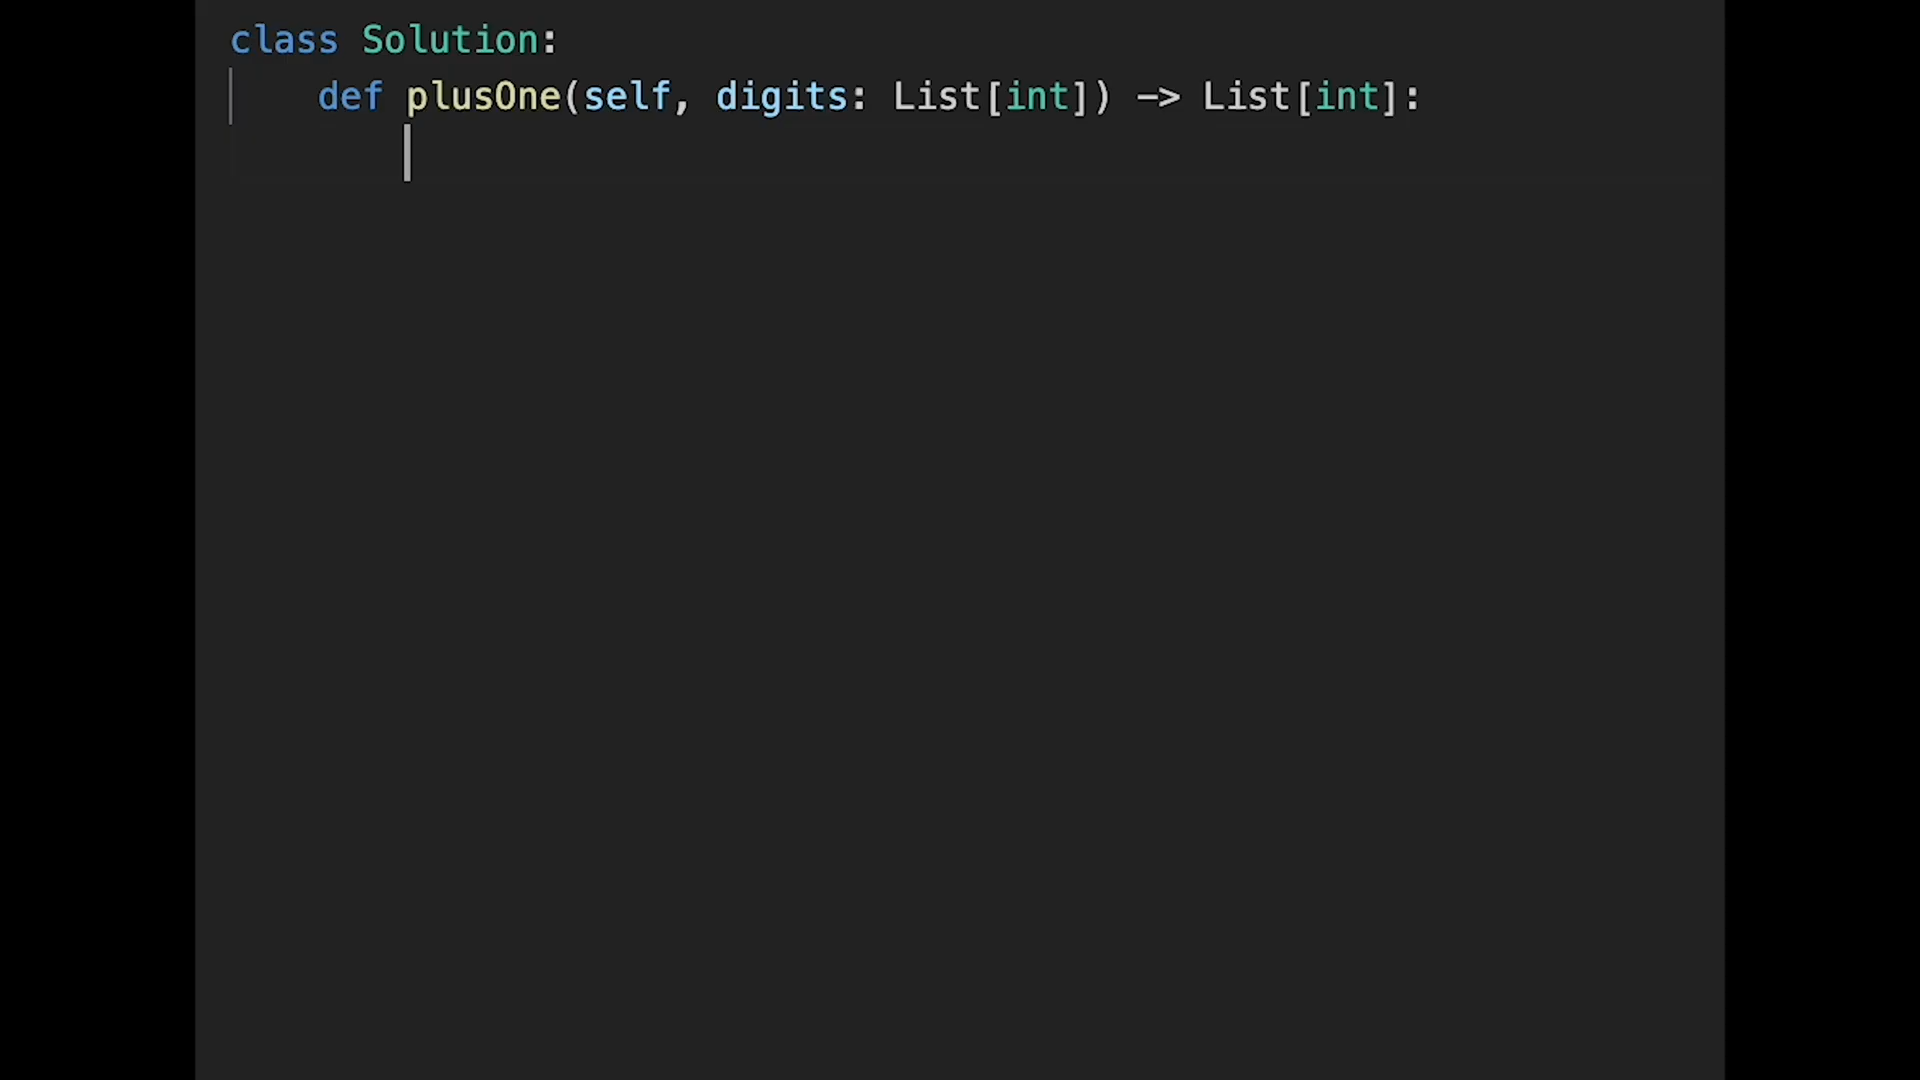 class Solution:
    def plusOne(self, digits: List[int]) -> List[int]: